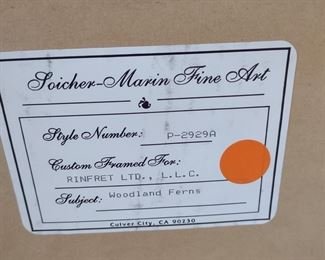 Soicher-Marin Fine Art
Style Number: P-2929A
Custom Framed For:
RINFRET LTD., L.L.C.
Subject: Woodland Ferns
Culver City, CA 90230